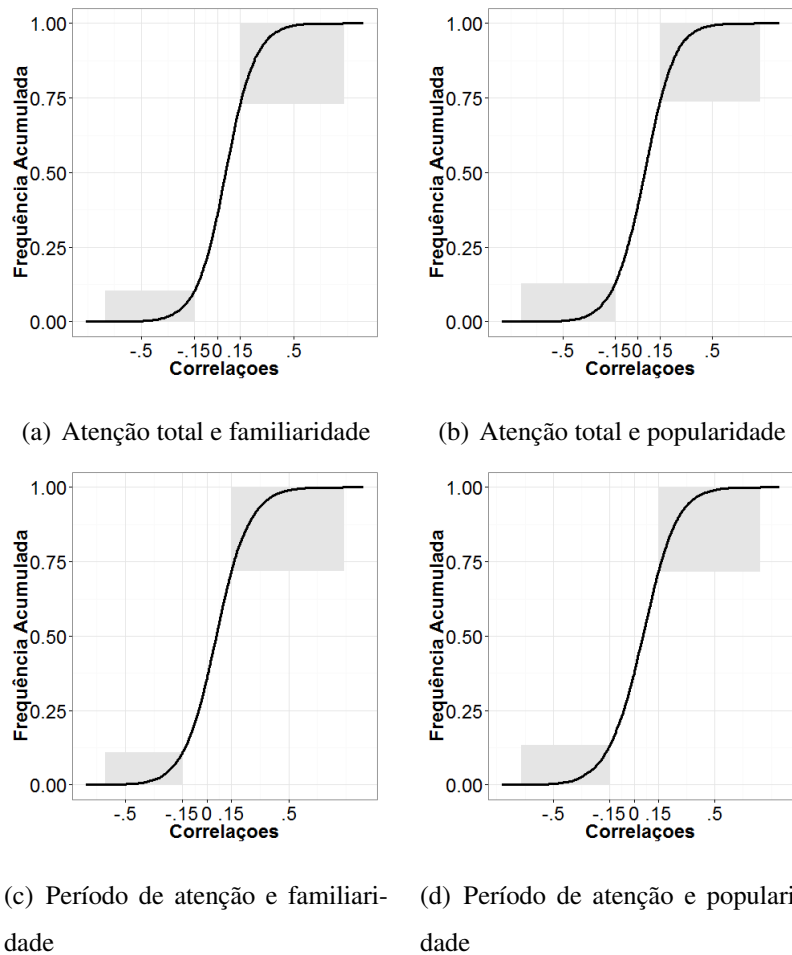 1.00
0.75
0.50
0.25
0.00
Frequência Acumulada
-.5 -.150 .15 .5
Correlaçoes
(a) Atenção total e familiaridade
1.00
0.75
0.50
0.25
0.00
Frequência Acumulada
-.5 -.150 .15 .5
Correlaçoes
(b) Atenção total e popularidade
1.00
0.75
0.50
0.25
0.00
Frequência Acumulada
-.5 -.150 .15 .5
Correlaçoes
(c) Período de atenção e familiari-
dade
1.00
0.75
0.50
0.25
0.00
Frequência Acumulada
-.5 -.150 .15 .5
Correlaçoes
(d) Período de atenção e populari
dade